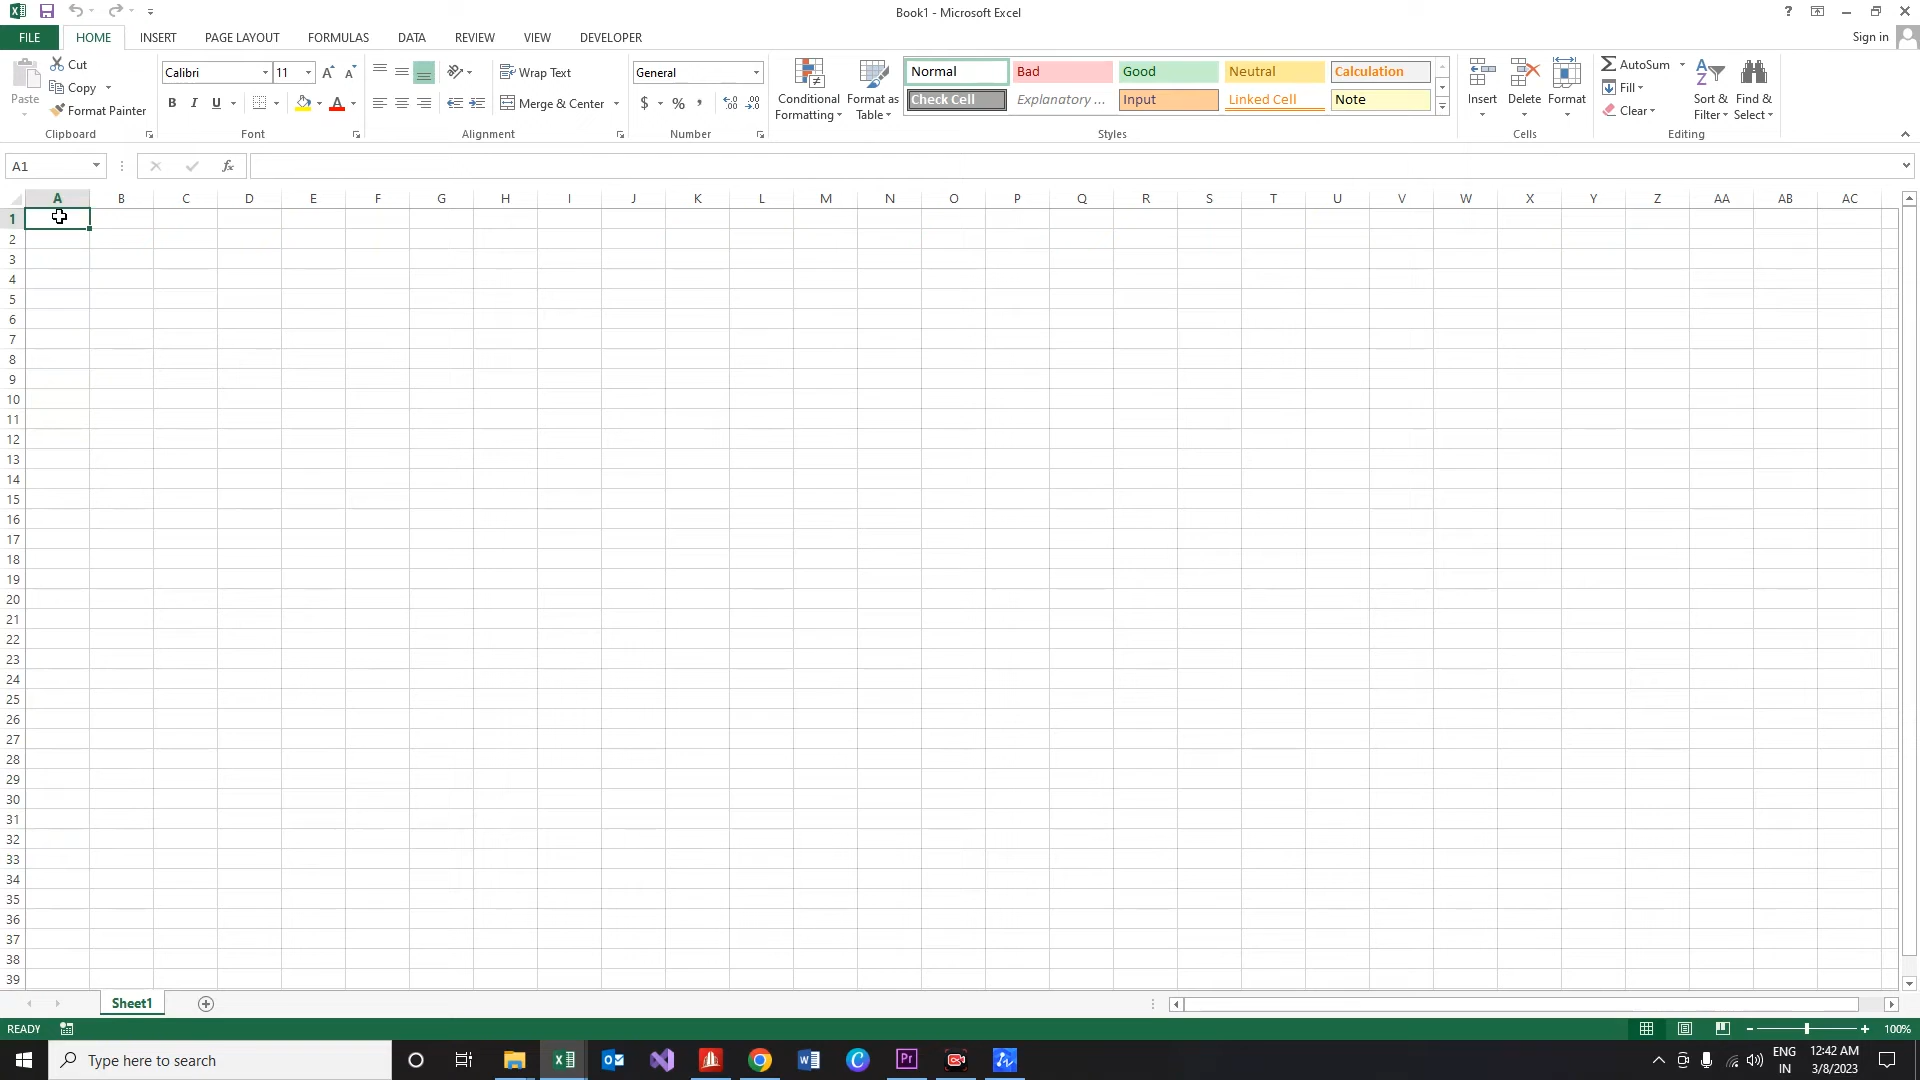 Book1 - Microsoft Excel
?
FILE HOME INSERT PAGE LAYOUT FORMULAS DATA REVIEW VIEW DEVELOPER
Sign in
Paste
Cut
Copy
Format Painter
Clipboard
Calibri 11
B I U
Font
Wrap Text
Merge & Center
Alignment
General
$ % ,
Number
Conditional Formatting
Format as Table
Normal Bad Good Neutral Calculation
Check Cell Explanatory ... Input Linked Cell Note
Styles
Insert Delete Format
Cells
AutoSum
Fill
Clear
Sort & Filter
Find & Select
Editing
A1
fx
A B C D E F G H I J K L M N O P Q R S T U V W X Y Z AA AB AC
1
2
3
4
5
6
7
8
9
10
11
12
13
14
15
16
17
18
19
20
21
22
23
24
25
26
27
28
29
30
31
32
33
34
35
36
37
38
39
Sheet1
READY
100%
Type here to search
ENG
IN
12:42 AM
3/8/2023